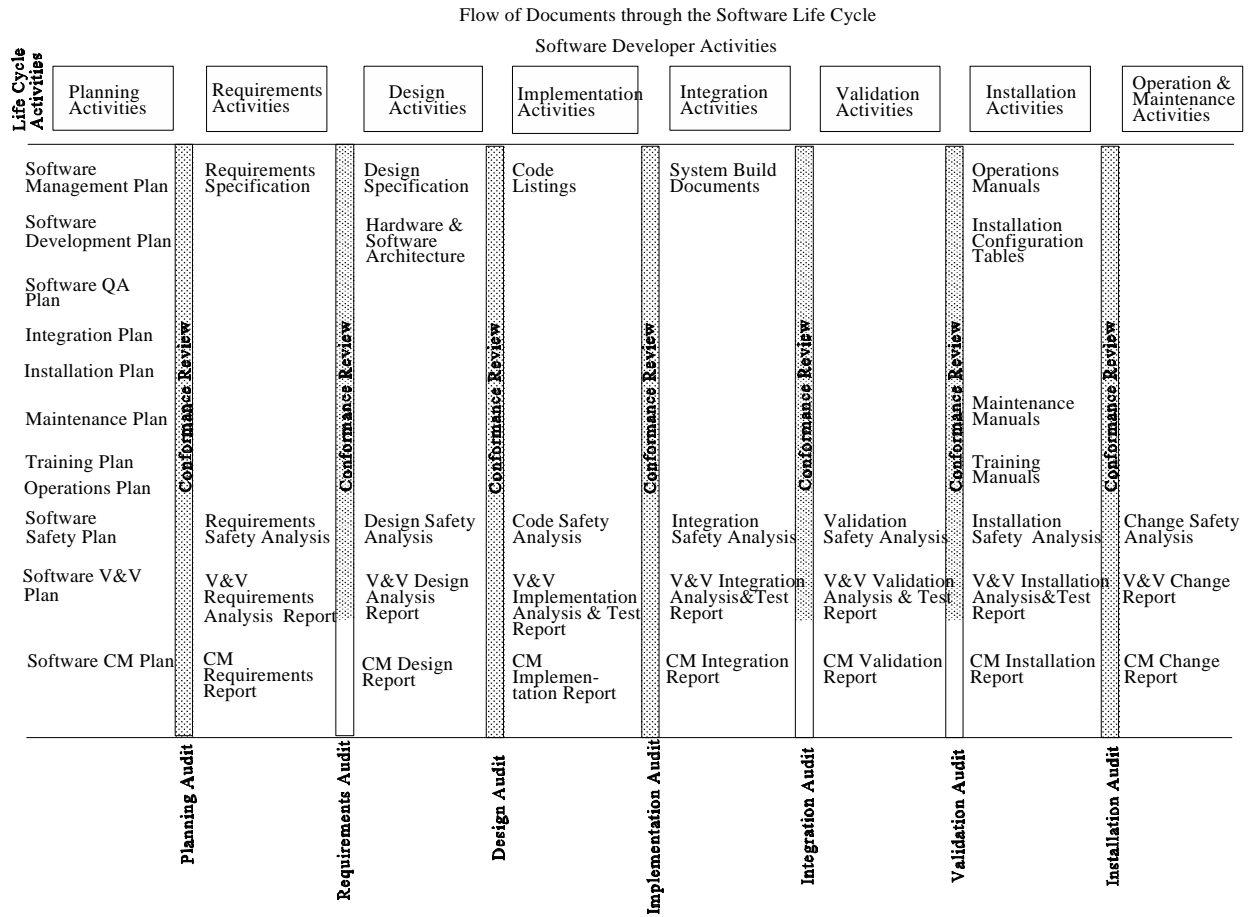 Flow of Documents through the Software Life Cycle
Software Developer Activities
Life Cycle
Activities
Planning
Activities
Requirements
Activities
Design
Activities
Implementation
Activities
Integration
Activities
Validation
Activities
Installation
Activities
Operation &
Maintenance
Activities
Software
Management Plan
Software
Development Plan
Software QA
Plan
Integration Plan
Installation Plan
Maintenance Plan
Training Plan
Operations Plan
Software
Safety Plan
Software V&V
Plan
Software CM Plan
Conformance Review
Planning Audit
Requirements
Specification
Requirements
Safety Analysis
V&V
Requirements
Analysis Report
CM
Requirements
Report
Conformance Review
Requirements Audit
Design
Specification
Hardware &
Software
Architecture
Design Safety
Analysis
V&V Design
Analysis
Report
CM Design
Report
Conformance Review
Design Audit
Code
Listings
Code Safety
Analysis
V&V
Implementation
Analysis & Test
Report
CM
Implemen-
tation Report
Conformance Review
Implementation Audit
System Build
Documents
Integration
Safety Analysis
V&V Integration
Analysis&Test
Report
CM Integration
Report
Conformance Review
Integration Audit
Validation
Safety Analysis
V&V Validation
Analysis & Test
Report
CM Validation
Report
Conformance Review
Validation Audit
Operations
Manuals
Installation
Configuration
Tables
Maintenance
Manuals
Training
Manuals
Installation
Safety Analysis
V&V Installation
Analysis&Test
Report
CM Installation
Report
Conformance Review
Installation Audit
Change Safety
Analysis
V&V Change
Report
CM Change
Report